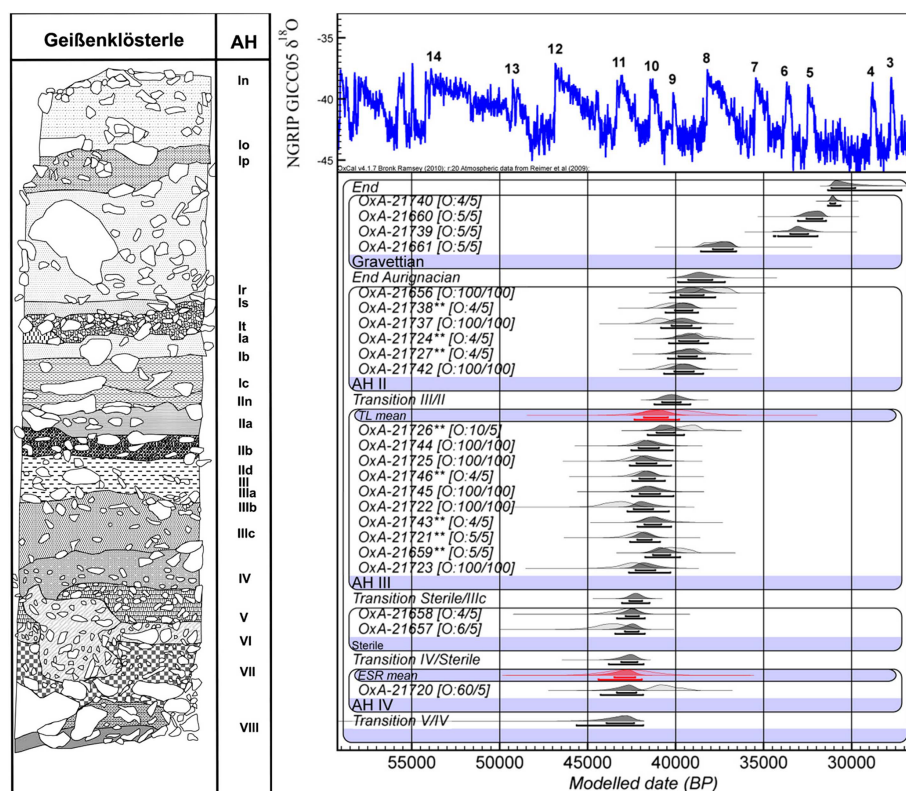 Geißenklösterle
AH
In
Io
Ip
Ir
Is
It
Ia
Ib
Ic
IIn
IIa
IIb
IId
III
IIIa
IIIb
IIIc
IV
V
VI
VII
VIII
NGRIP GICC05 δ18O
-35
-40
-45
14
13
12
11
10
9
8
7
6
5
4
3
OxCal v4.1.7 Bronk Ramsey (2010); r:20 Atmospheric data from Reimer et al (2009);
End
OxA-21740 [O:4/5]
OxA-21660 [O:5/5]
OxA-21739 [O:5/5]
OxA-21661 [O:5/5]
Gravettian
End Aurignacian
OxA-21656 [O:100/100]
OxA-21738** [O:4/5]
OxA-21737 [O:100/100]
OxA-21724** [O:4/5]
OxA-21727** [O:4/5]
OxA-21742 [O:100/100]
AH II
Transition III/II
TL mean
OxA-21726** [O:10/5]
OxA-21744 [O:100/100]
OxA-21725 [O:100/100]
OxA-21746** [O:4/5]
OxA-21745 [O:100/100]
OxA-21722 [O:100/100]
OxA-21743** [O:4/5]
OxA-21721** [O:5/5]
OxA-21659** [O:5/5]
OxA-21723 [O:100/100]
AH III
Transition Sterile/IIIc
OxA-21658 [O:4/5]
OxA-21657 [O:6/5]
Sterile
Transition IV/Sterile
ESR mean
OxA-21720 [O:60/5]
AH IV
Transition V/IV
55000
50000
45000
40000
35000
30000
Modelled date (BP)